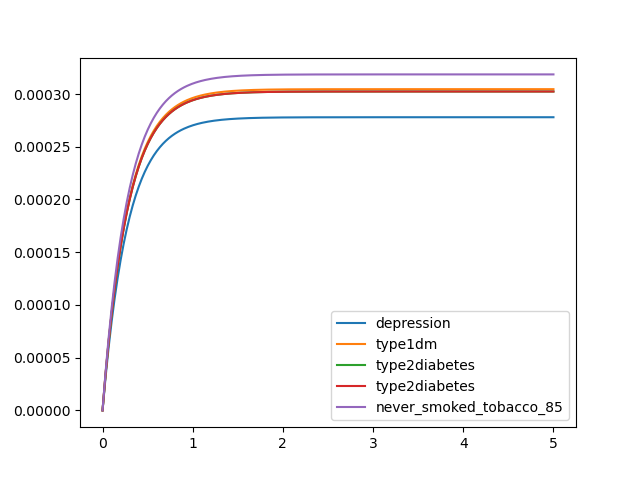 0.00030
0.00025
0.00020
0.00015
0.00010
0.00005
0.00000
depression
type1dm
type2diabetes
type2diabetes
never_smoked_tobacco_85
0 1 2 3 4 5